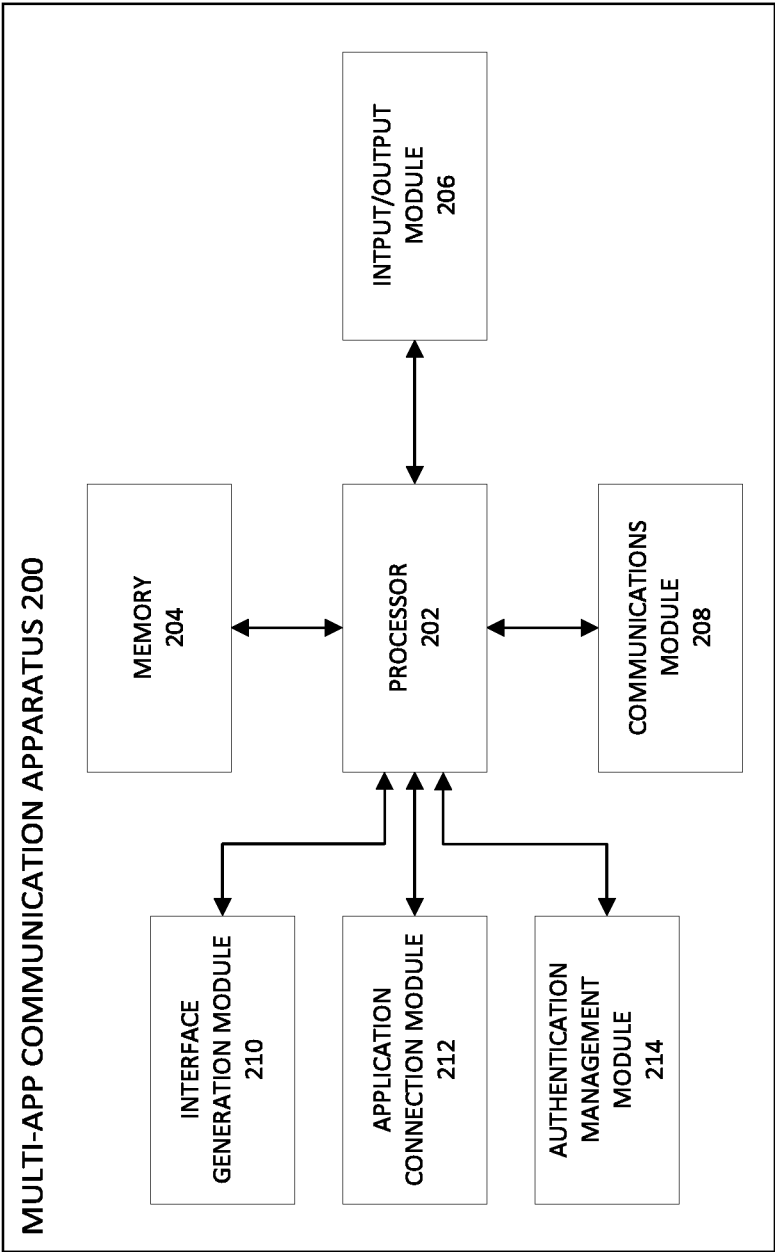 MULTI-APP COMMUNICATION APPARATUS 200
MEMORY
204
INTERFACE
GENERATION MODULE
210
APPLICATION
CONNECTION MODULE
212
AUTHENTICATION
MANAGEMENT
MODULE
214
PROCESSOR
202
INTPUT/OUTPUT
MODULE
206
COMMUNICATIONS
MODULE
208